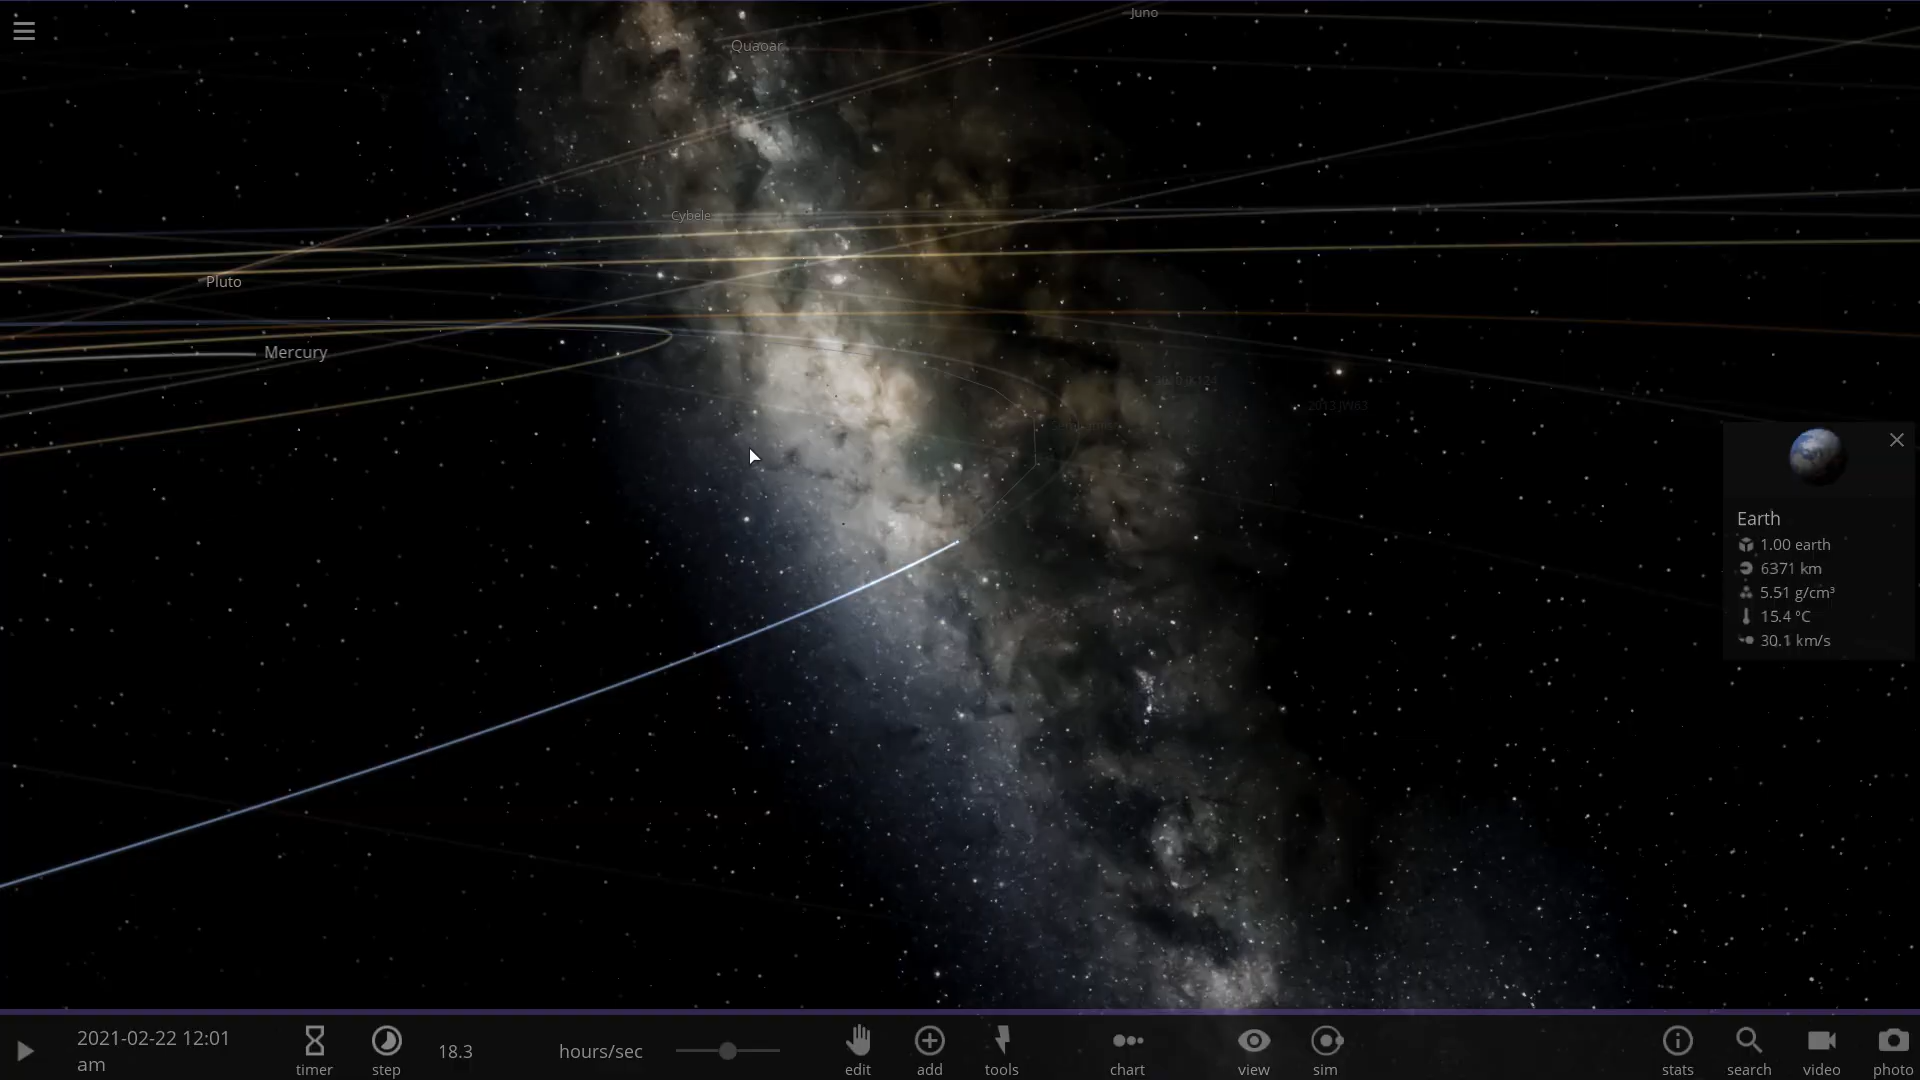 Juno
Quaoar
Cybele
Pluto
Mercury
2013 JW63
Earth
1.00 earth
6371 km
5.51 g/cm³
15.4 °C
30.1 km/s
2021-02-22 12:01
am
timer
step
18.3
hours/sec
edit
add
tools
chart
view
sim
stats
search
video
photo